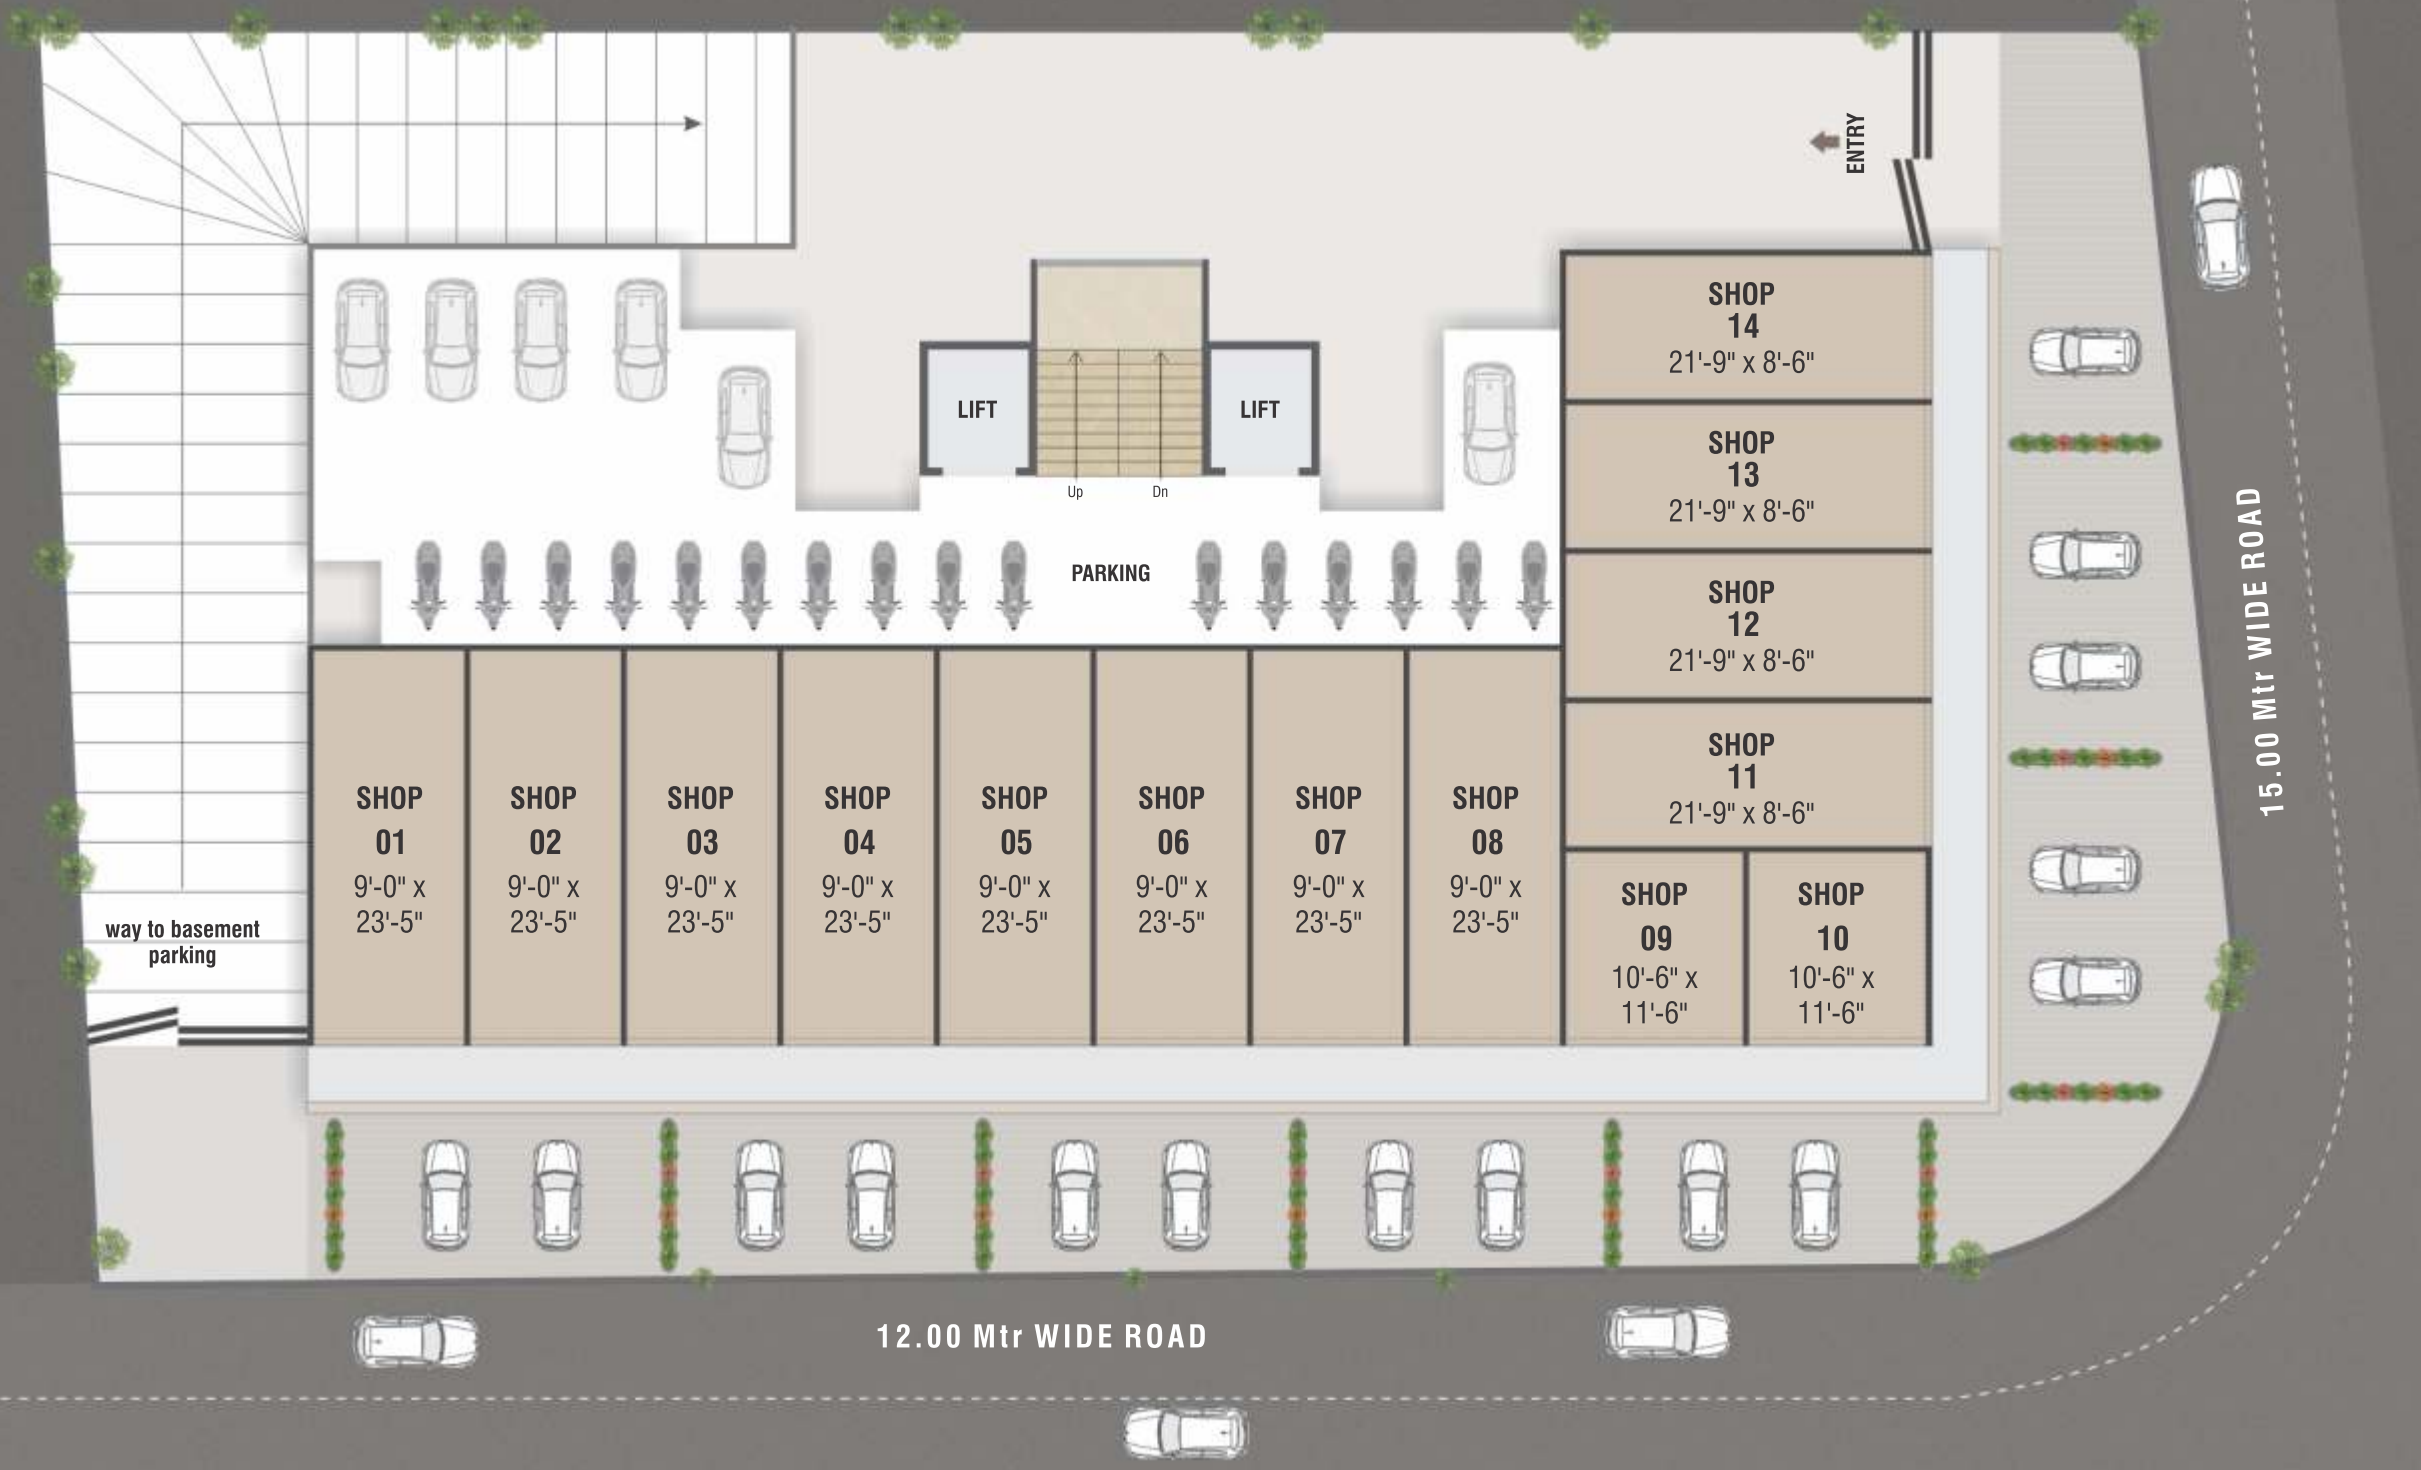 ENTRY
SHOP
14
21'-9" x 8'-6"
LIFT
LIFT
SHOP
13
21'-9" x 8'-6"
Up
Dn
PARKING
SHOP
12
21'-9" x 8'-6"
15.00 Mtr WIDE ROAD
SHOP
11
21'-9" x 8'-6"
SHOP
01
9'-0" x
23'-5"
SHOP
02
9'-0" x
23'-5"
SHOP
03
9'-0" x
23'-5"
SHOP
04
9'-0" x
23'-5"
SHOP
05
9'-0" x
23'-5"
SHOP
06
9'-0" x
23'-5"
SHOP
07
9'-0" x
23'-5"
SHOP
08
9'-0" x
23'-5"
SHOP
09
10'-6" x
11'-6"
SHOP
10
10'-6" x
11'-6"
way to basement
parking
12.00 Mtr WIDE ROAD